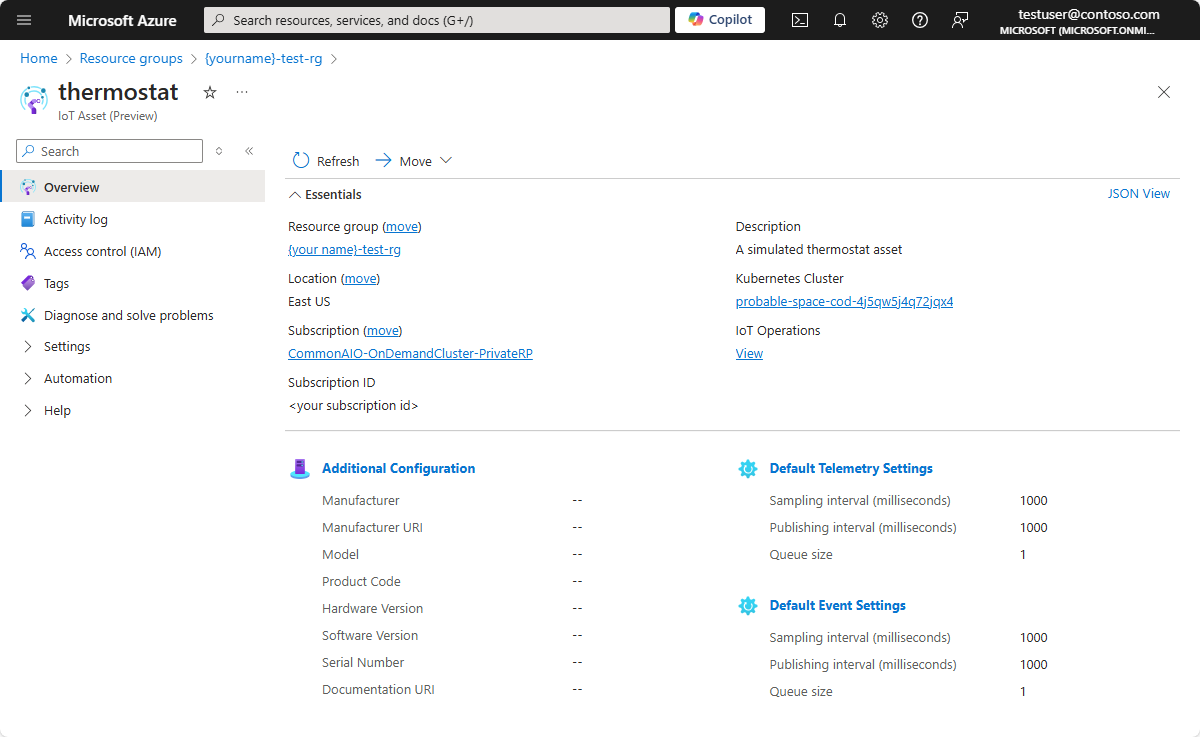 Microsoft Azure
Search resources, services, and docs (G+/)
Copilot
testuser@contoso.com
MICROSOFT (MICROSOFT.ONMI...
Home > Resource groups > {yourname}-test-rg >
thermostat
IoT Asset (Preview)
Search
Overview
Activity log
Access control (IAM)
Tags
Diagnose and solve problems
Settings
Automation
Help
Refresh
Move
Essentials
JSON View
Resource group (move)
{your name}-test-rg
Location (move)
East US
Subscription (move)
CommonAIO-OnDemandCluster-PrivateRP
Subscription ID
<your subscription id>
Description
A simulated thermostat asset
Kubernetes Cluster
probable-space-cod-4j5qw5j4q72jqx4
IoT Operations
View
Additional Configuration
Manufacturer --
Manufacturer URI --
Model --
Product Code --
Hardware Version --
Software Version --
Serial Number --
Documentation URI --
Default Telemetry Settings
Sampling interval (milliseconds) 1000
Publishing interval (milliseconds) 1000
Queue size 1
Default Event Settings
Sampling interval (milliseconds) 1000
Publishing interval (milliseconds) 1000
Queue size 1